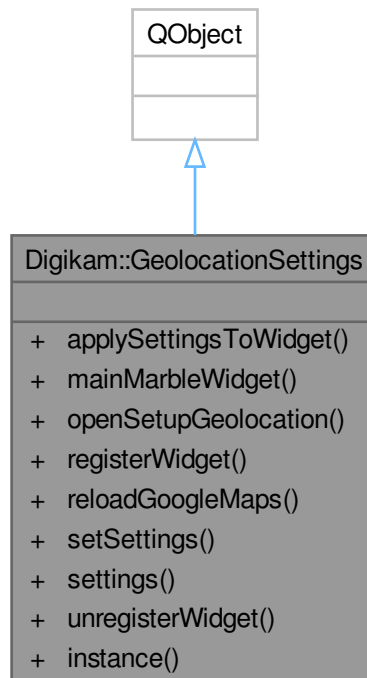 QObject
Digikam::GeolocationSettings
+ applySettingsToWidget()
+ mainMarbleWidget()
+ openSetupGeolocation()
+ registerWidget()
+ reloadGoogleMaps()
+ setSettings()
+ settings()
+ unregisterWidget()
+ instance()